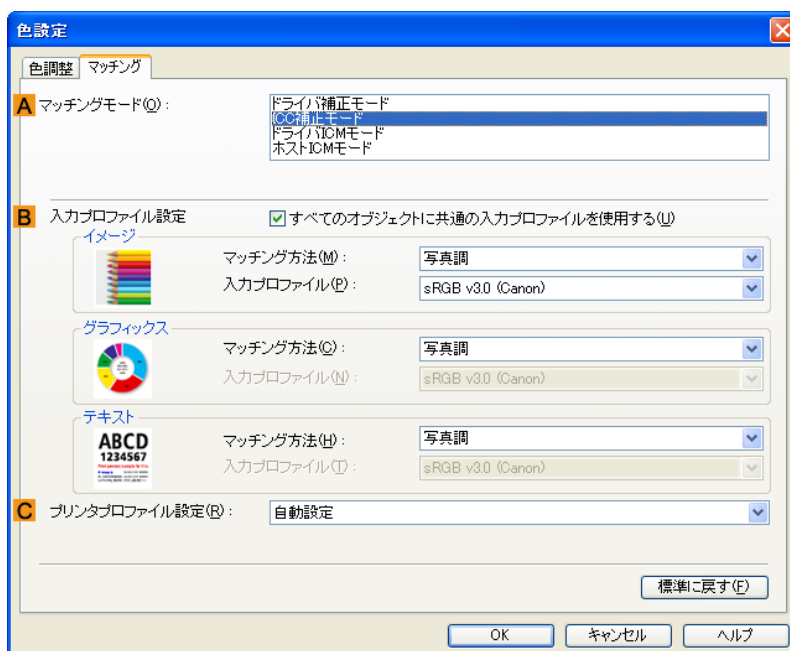 色設定
色調整 マッチング
A マッチングモード(O):
ドライバ補正モード
ICC補正モード
ドライバICMモード
ホストICMモード
B 入力プロファイル設定 すべてのオブジェクトに共通の入力プロファイルを使用する(U)
イメージ
マッチング方法(M): 写真調
入力プロファイル(P): sRGB v3.0 (Canon)
グラフィックス
マッチング方法(C): 写真調
入力プロファイル(N): sRGB v3.0 (Canon)
テキスト
ABCD
1234567
マッチング方法(H): 写真調
入力プロファイル(T): sRGB v3.0 (Canon)
C プリンタプロファイル設定(R): 自動設定
標準に戻す(F)
OK キャンセル ヘルプ